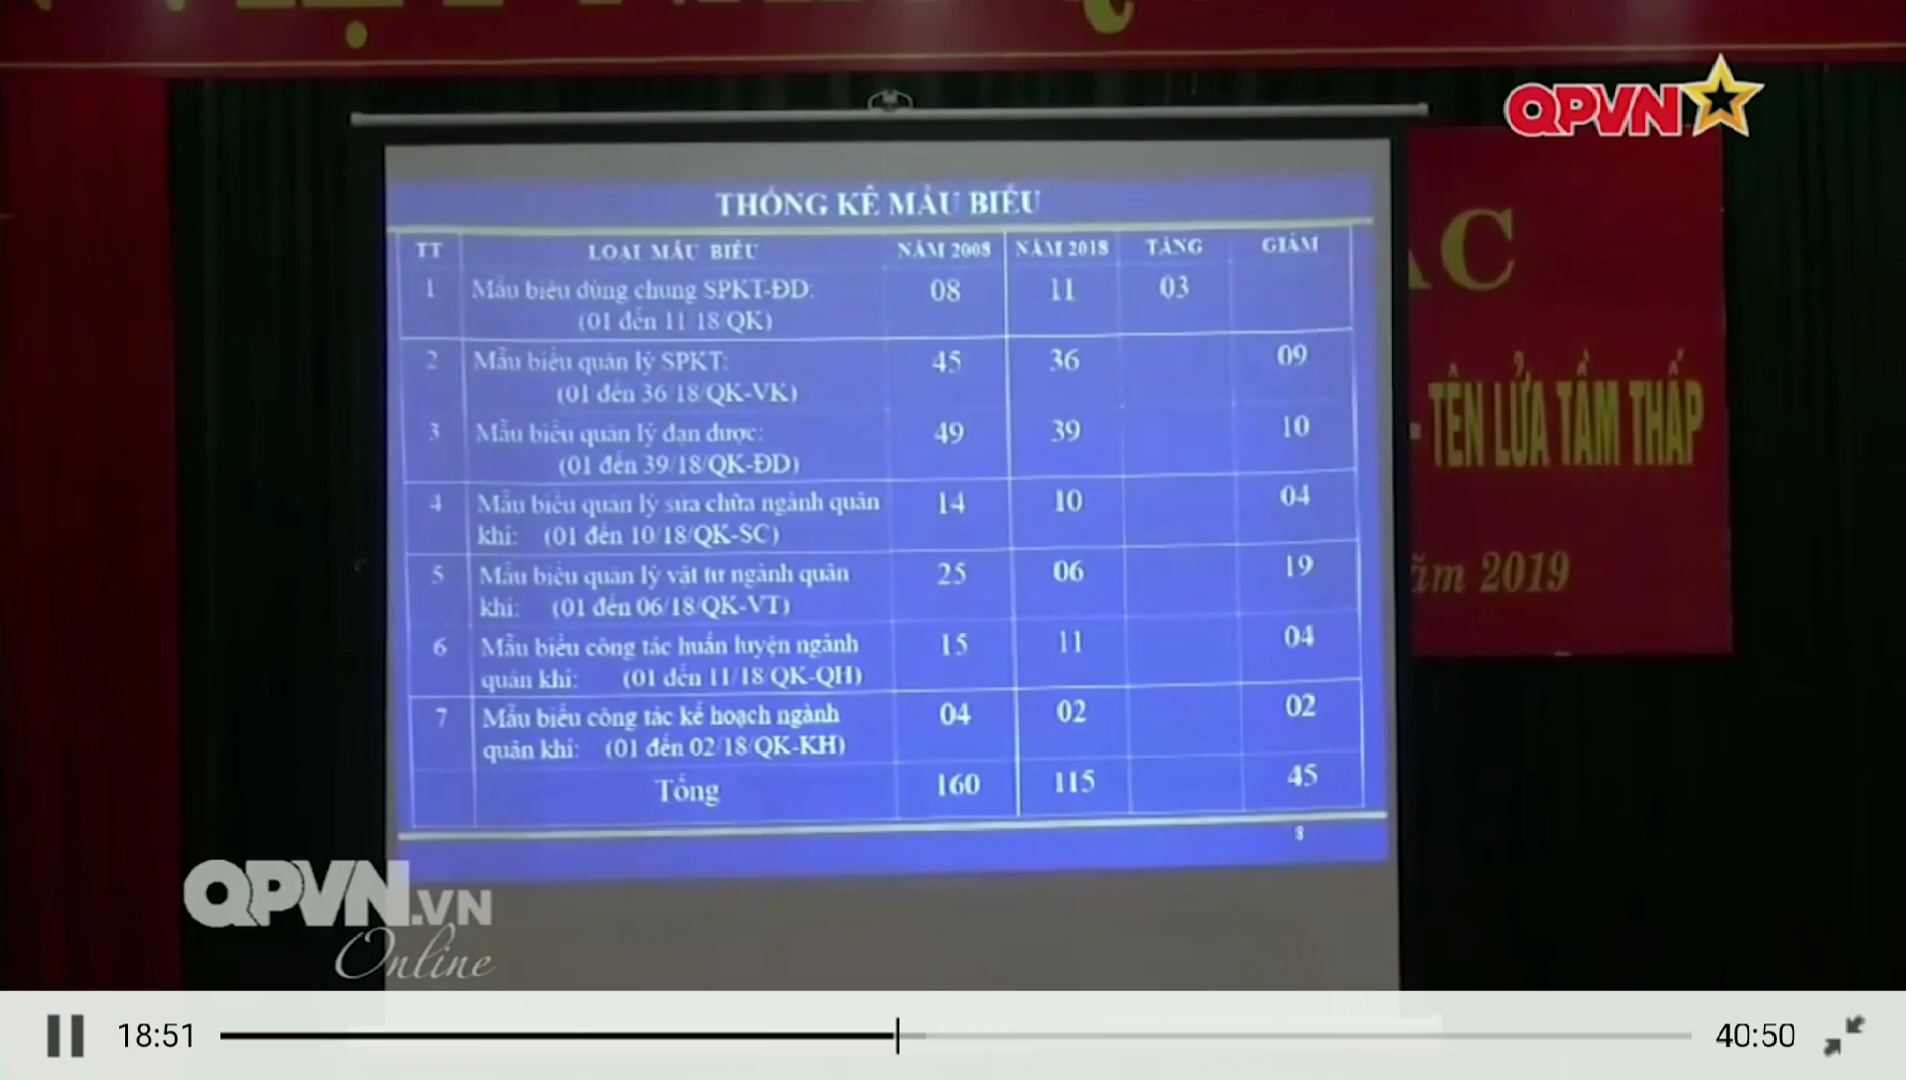 QPVN
THỐNG KÊ MẪU BIỂU
TT LOẠI MẪU BIỂU NĂM 2008 NĂM 2018 TĂNG GIẢM
1 Mẫu biểu dùng chung SPKT-ĐD: 08 11 03
(01 đến 11/18/QK)
2 Mẫu biểu quản lý SPKT: 45 36 09
(01 đến 36/18/QK-VK)
3 Mẫu biểu quản lý đạn dược: 49 39 10
(01 đến 39/18/QK-ĐD)
4 Mẫu biểu quản lý sửa chữa ngành quân 14 10 04
khí: (01 đến 10/18/QK-SC)
5 Mẫu biểu quản lý vật tư ngành quân 25 06 19
khí: (01 đến 06/18/QK-VT)
6 Mẫu biểu công tác huấn luyện ngành 15 11 04
quân khí: (01 đến 11/18/QK-QH)
7 Mẫu biểu công tác kế hoạch ngành 04 02 02
quân khí: (01 đến 02/18/QK-KH)
Tổng 160 115 45
8
ÁC
- TÊN LỬA TẦM THẤP
năm 2019
QPVN.VN
Online
18:51 40:50